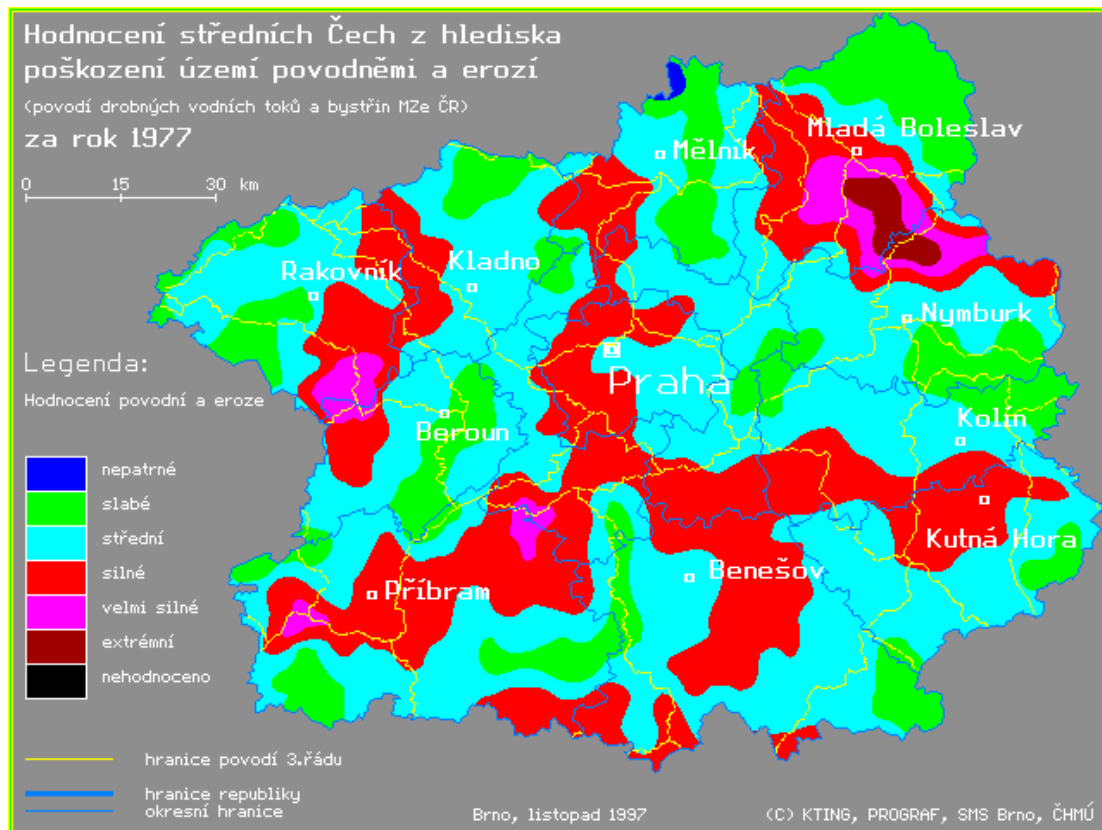 Hodnocení středních Čech z hlediska
poškození území povodněmi a erozí
(povodí drobných vodních toků a bystřin MZe ČR)
za rok 1977
0 15 30 km
Mladá Boleslav
Mělník
Kladno
Rakovník
Nymburk
Praha
Kolín
Beroun
Kutná Hora
Benešov
Příbram
Legenda:
Hodnocení povodní a eroze
nepatrné
slabé
střední
silné
velmi silné
extrémní
nehodnoceno
hranice povodí 3.řádu
hranice republiky
okresní hranice
Brno, listopad 1997
(C) KTING, PROGRAF, SMS Brno, ČHMÚ